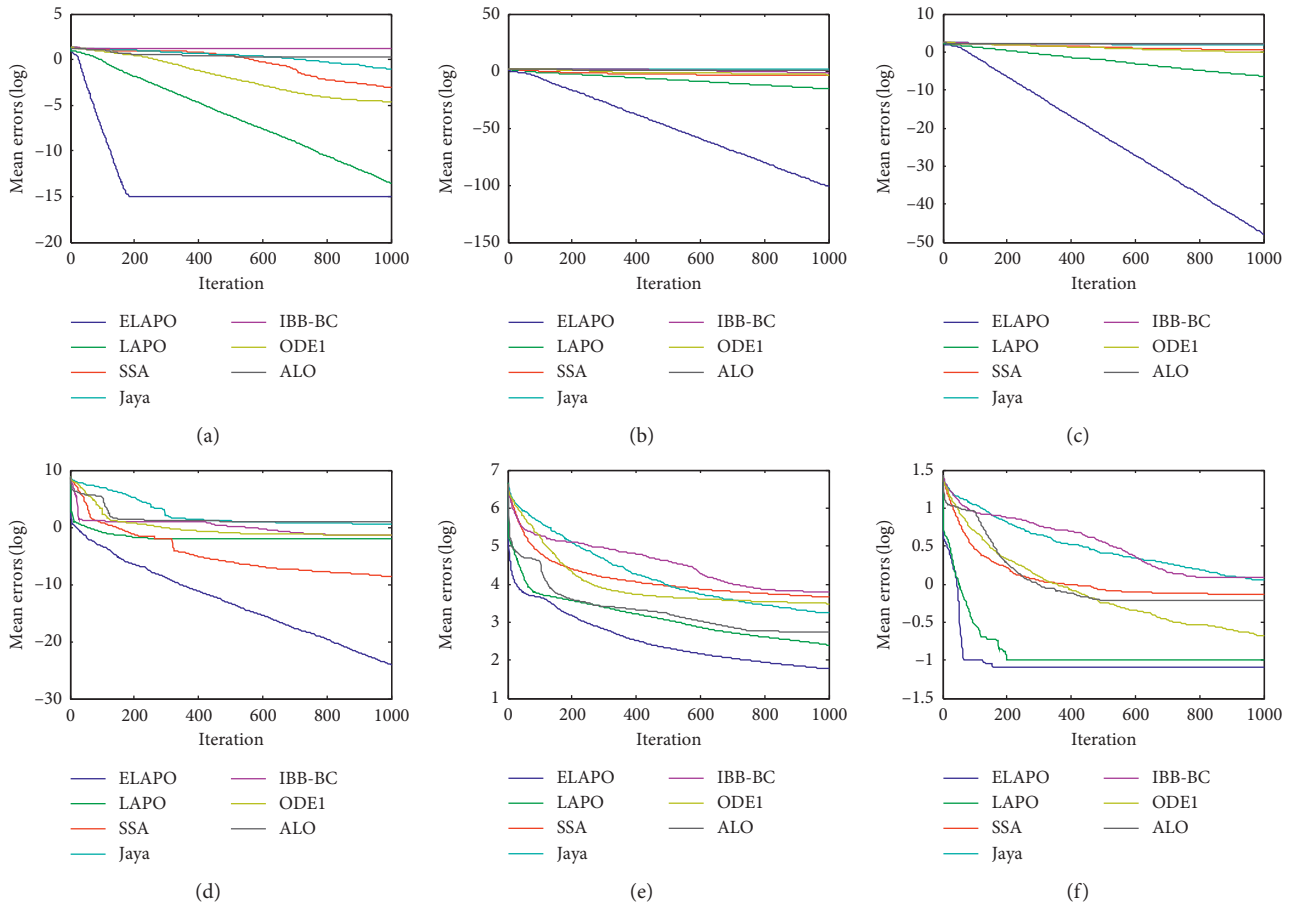 5
0
−5
−10
−15
−20
Mean errors (log)
0 200 400 600 800 1000
Iteration
ELAPO
LAPO
SSA
Jaya
IBB-BC
ODE1
ALO
(a)
50
0
−50
−100
−150
Mean errors (log)
0 200 400 600 800 1000
Iteration
ELAPO
LAPO
SSA
Jaya
IBB-BC
ODE1
ALO
(b)
10
0
−10
−20
−30
−40
−50
Mean errors (log)
0 200 400 600 800 1000
Iteration
ELAPO
LAPO
SSA
Jaya
IBB-BC
ODE1
ALO
(c)
10
0
−10
−20
−30
Mean errors (log)
0 200 400 600 800 1000
Iteration
ELAPO
LAPO
SSA
Jaya
IBB-BC
ODE1
ALO
(d)
7
6
5
4
3
2
1
Mean errors (log)
0 200 400 600 800 1000
Iteration
ELAPO
LAPO
SSA
Jaya
IBB-BC
ODE1
ALO
(e)
1.5
1
0.5
0
−0.5
−1
−1.5
Mean errors (log)
0 200 400 600 800 1000
Iteration
ELAPO
LAPO
SSA
Jaya
IBB-BC
ODE1
ALO
(f)